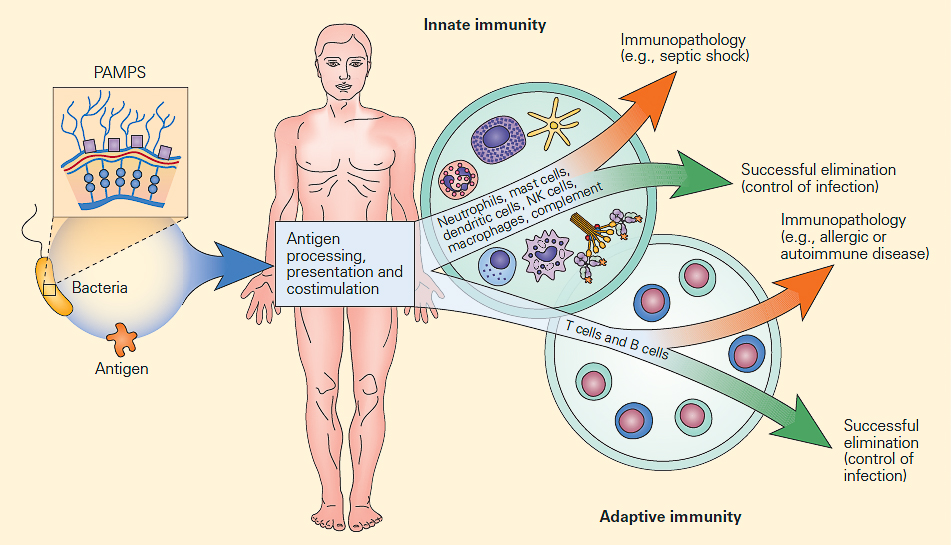 Innate immunity
PAMPS
Bacteria
Antigen
Antigen
processing,
presentation and
costimulation
Neutrophils, mast cells,
dendritic cells, NK cells,
macrophages, complement
Immunopathology
(e.g., septic shock)
Successful elimination
(control of infection)
T cells and B cells
Immunopathology
(e.g., allergic or
autoimmune disease)
Successful
elimination
(control of
infection)
Adaptive immunity